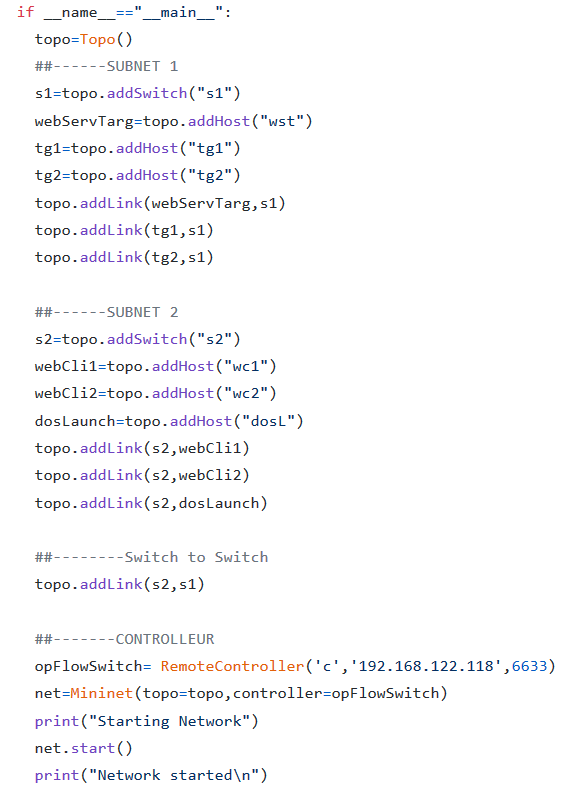 if __name__=="__main__":
topo=Topo()
##------SUBNET 1
s1=topo.addSwitch("s1")
webServTarg=topo.addHost("wst")
tg1=topo.addHost("tg1")
tg2=topo.addHost("tg2")
topo.addLink(webServTarg,s1)
topo.addLink(tg1,s1)
topo.addLink(tg2,s1)
##------SUBNET 2
s2=topo.addSwitch("s2")
webCli1=topo.addHost("wc1")
webCli2=topo.addHost("wc2")
dosLaunch=topo.addHost("dosL")
topo.addLink(s2,webCli1)
topo.addLink(s2,webCli2)
topo.addLink(s2,dosLaunch)
##--------Switch to Switch
topo.addLink(s2,s1)
##-------CONTROLLEUR
opFlowSwitch= RemoteController('c','192.168.122.118',6633)
net=Mininet(topo=topo,controller=opFlowSwitch)
print("Starting Network")
net.start()
print("Network started\n")